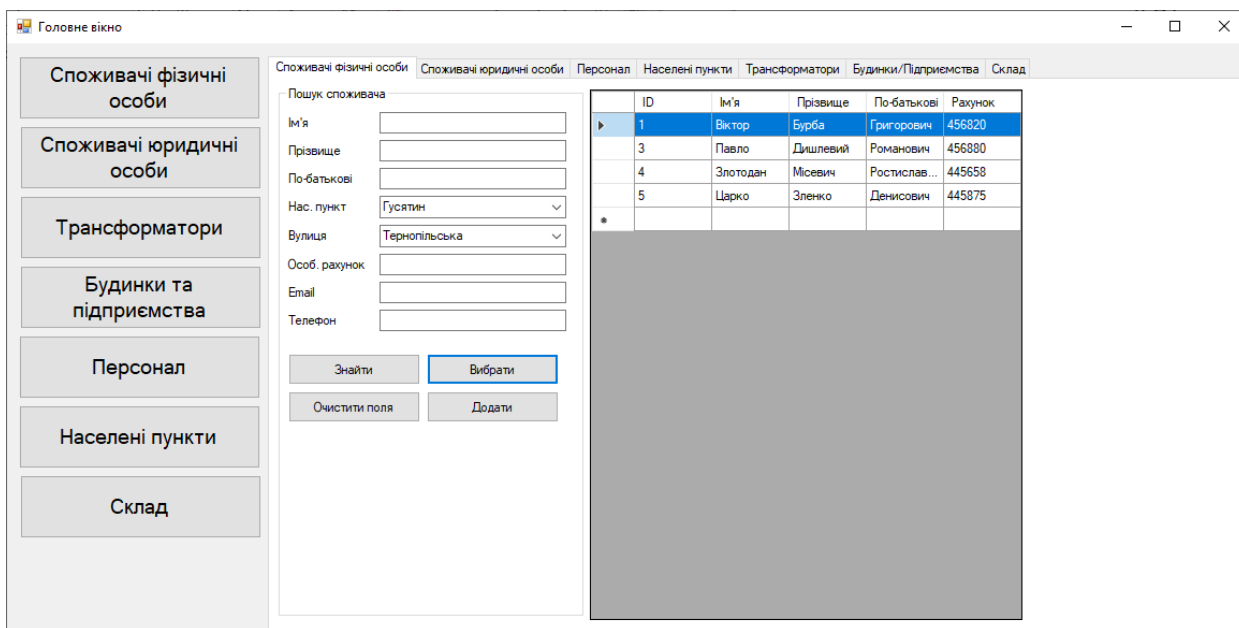 Головне вікно
Споживачі фізичні
особи
Споживачі юридичні
особи
Трансформатори
Будинки та
підприємства
Персонал
Населені пункти
Склад
Споживачі фізичні особи Споживачі юридичні особи Персонал Населені пункти Трансформатори Будинки/Підприємства Склад
Пошук споживача
Ім'я
Прізвище
По-батькові
Нас. пункт Гусятин
Вулиця Тернопільська
Особ. рахунок
Email
Телефон
Знайти Вибрати
Очистити поля Додати
ID Ім'я Прізвище По-батькові Рахунок
1 Віктор Бурба Григорович 456820
3 Павло Дишлевий Романович 456880
4 Злотодан Місевич Ростислав... 445658
5 Царко Зленко Денисович 445875